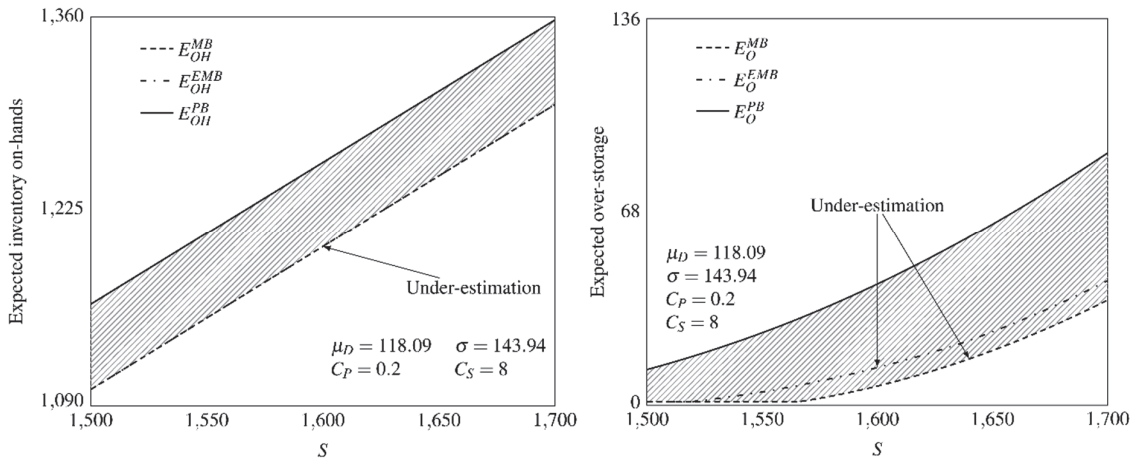 1,360
E_{OH}^{MB}
E_{OH}^{EMB}
E_{OH}^{PB}
Expected inventory on-hands
1,225
Under-estimation
μ_D = 118.09 σ = 143.94
C_P = 0.2 C_S = 8
1,090
1,500 1,550 1,600 1,650 1,700
S
136
E_O^{MB}
E_O^{EMB}
E_O^{PB}
Expected over-storage
68
Under-estimation
μ_D = 118.09
σ = 143.94
C_P = 0.2
C_S = 8
0
1,500 1,550 1,600 1,650 1,700
S